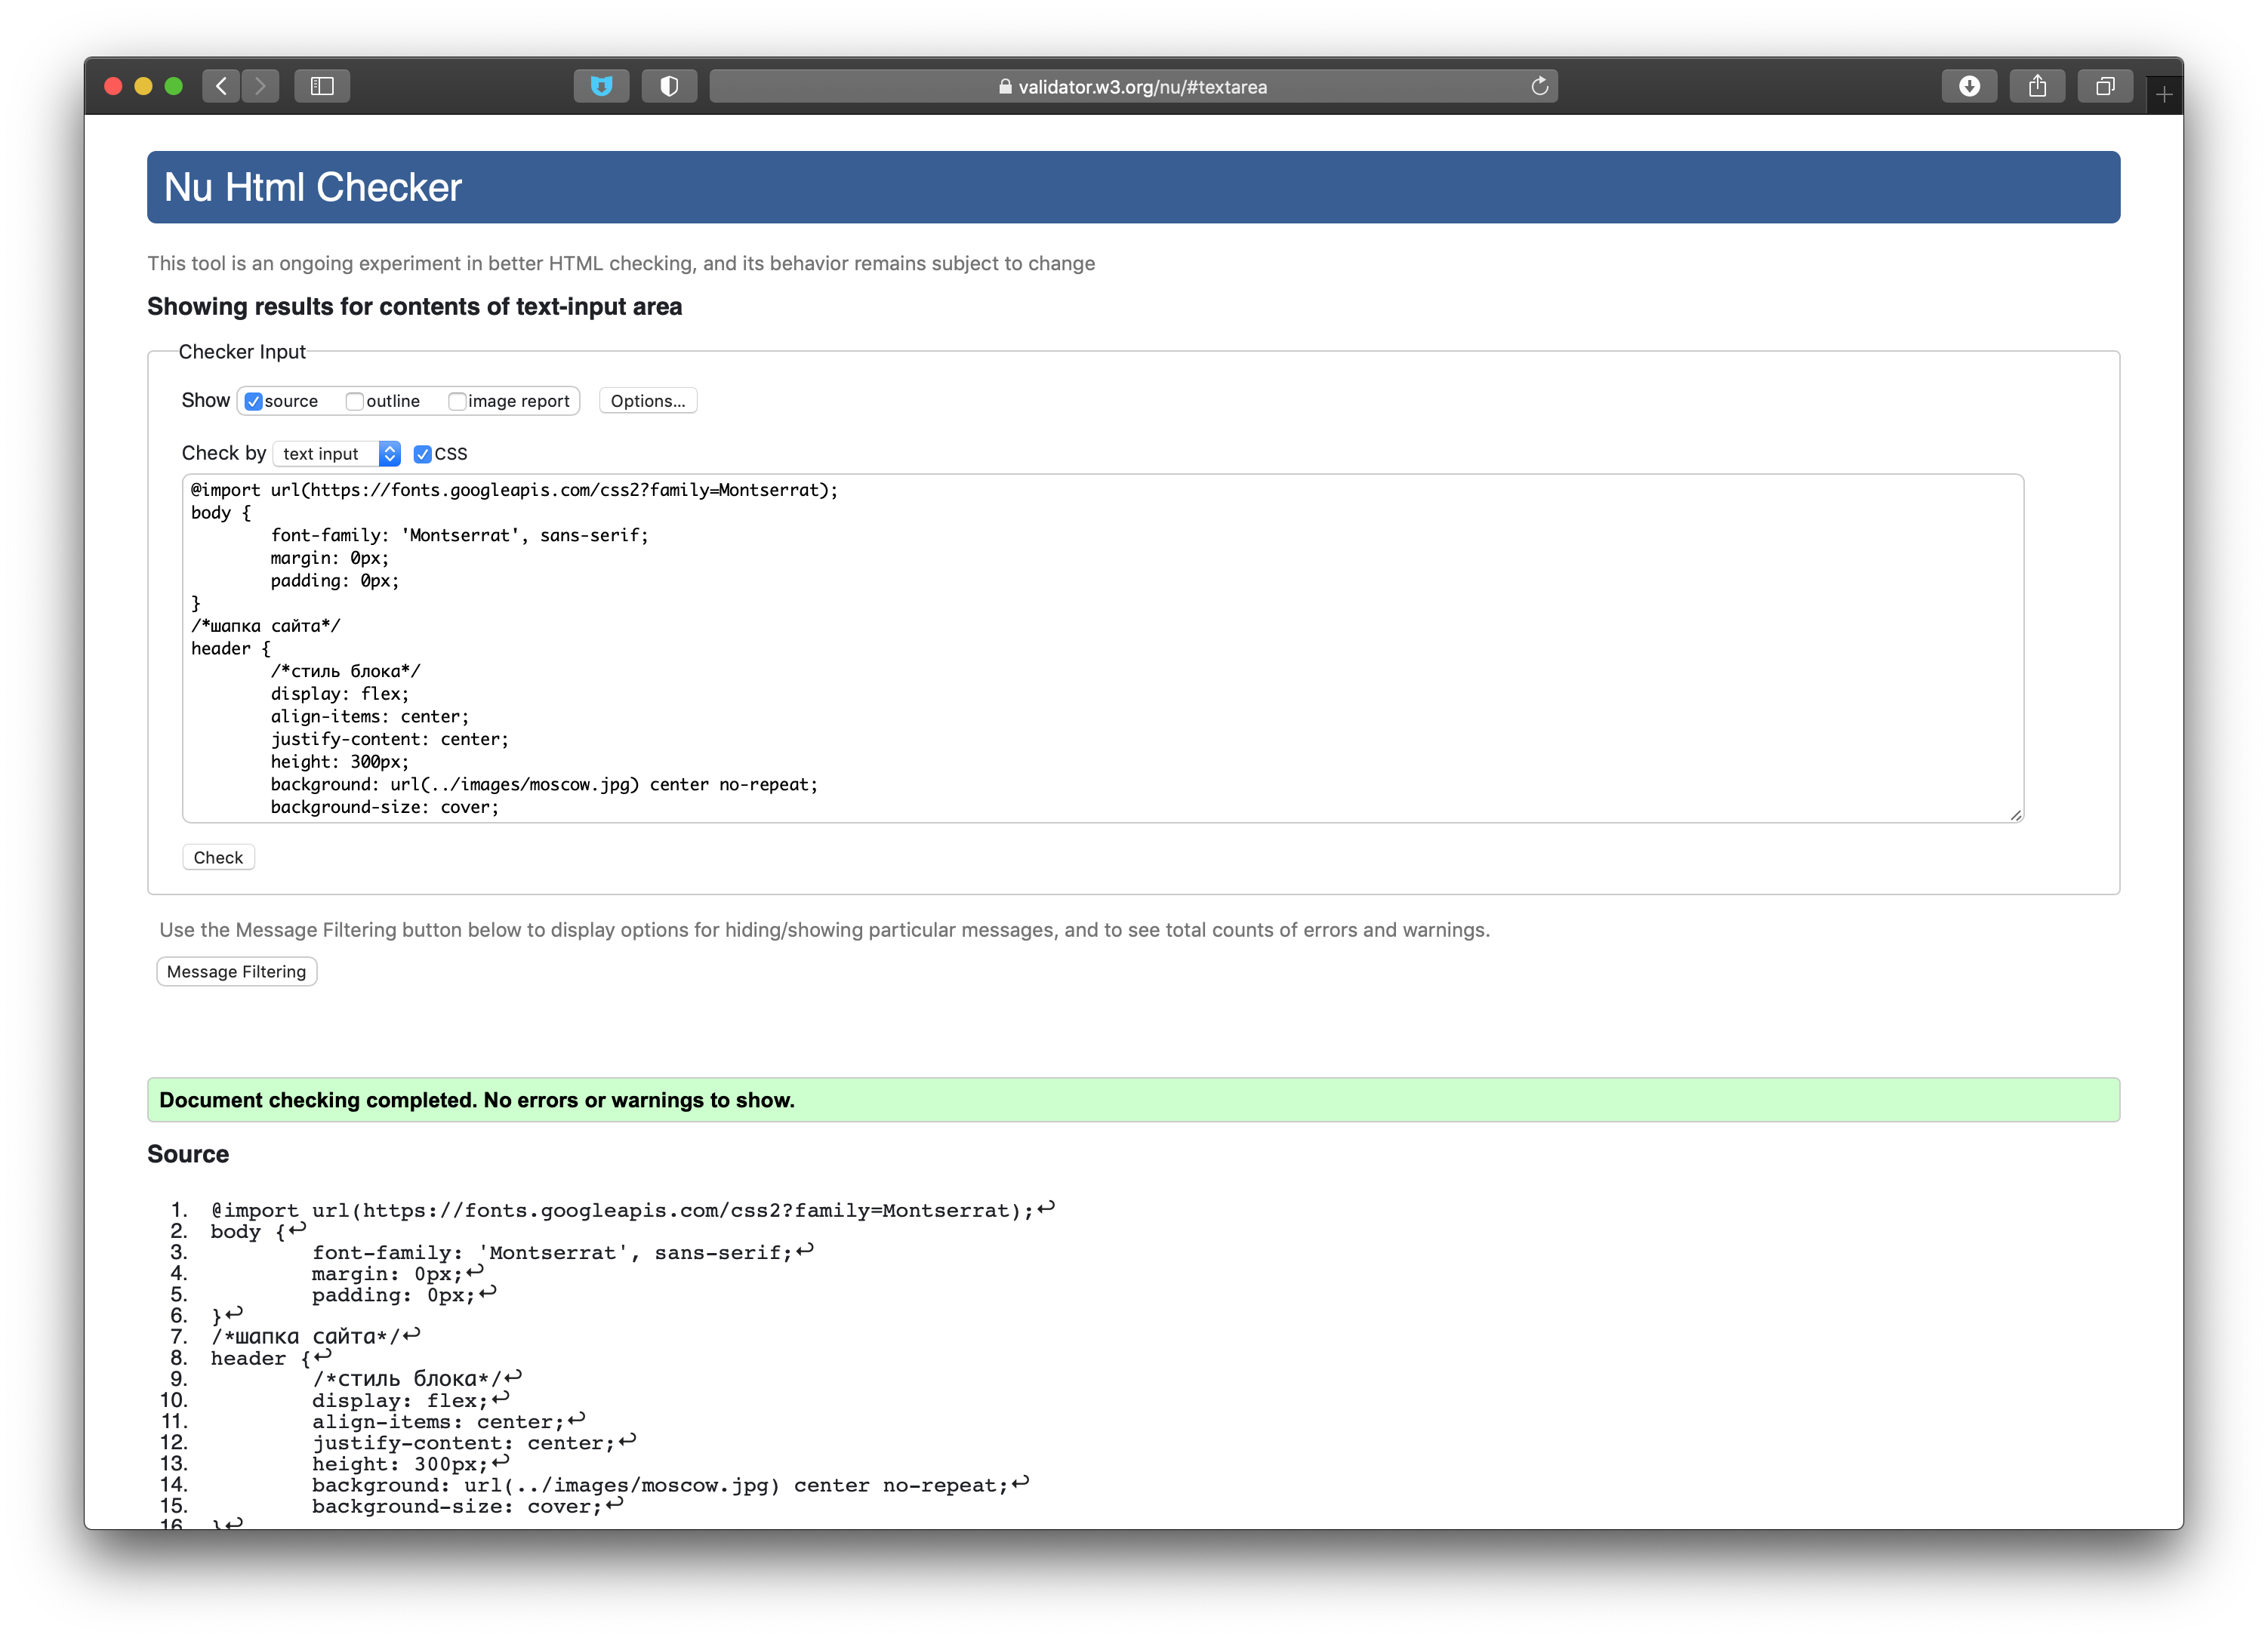 validator.w3.org/nu/#textarea
Nu Html Checker
This tool is an ongoing experiment in better HTML checking, and its behavior remains subject to change
Showing results for contents of text-input area
Checker Input
Show source outline image report Options...
Check by text input CSS
@import url(https://fonts.googleapis.com/css2?family=Montserrat);
body {
font-family: 'Montserrat', sans-serif;
margin: 0px;
padding: 0px;
}
/*шапка сайта*/
header {
/*стиль блока*/
display: flex;
align-items: center;
justify-content: center;
height: 300px;
background: url(../images/moscow.jpg) center no-repeat;
background-size: cover;
Check
Use the Message Filtering button below to display options for hiding/showing particular messages, and to see total counts of errors and warnings.
Message Filtering
Document checking completed. No errors or warnings to show.
Source
1. @import url(https://fonts.googleapis.com/css2?family=Montserrat);↩
2. body {↩
3. font-family: 'Montserrat', sans-serif;↩
4. margin: 0px;↩
5. padding: 0px;↩
6. }↩
7. /*шапка сайта*/↩
8. header {↩
9. /*стиль блока*/↩
10. display: flex;↩
11. align-items: center;↩
12. justify-content: center;↩
13. height: 300px;↩
14. background: url(../images/moscow.jpg) center no-repeat;↩
15. background-size: cover;↩
16. }↩